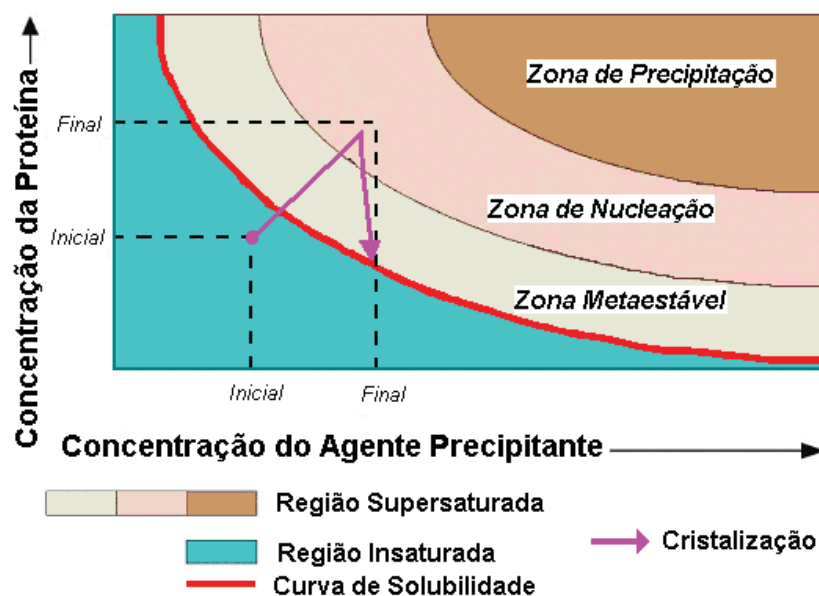 Concentração da Proteína
Final
Inicial
Zona de Precipitação
Zona de Nucleação
Zona Metaestável
Inicial
Final
Concentração do Agente Precipitante
Região Supersaturada
Região Insaturada
Cristalização
Curva de Solubilidade